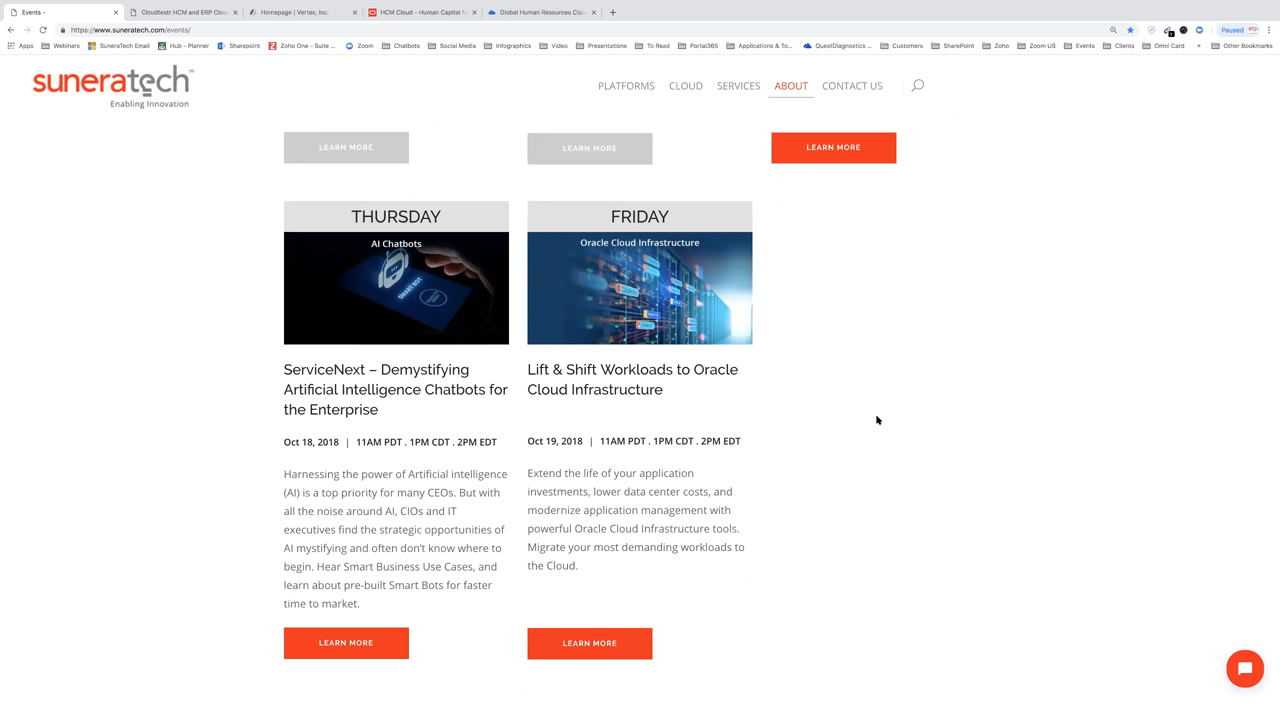 Events -
Cloudtestr HCM and ERP Clou
Homepage | Vertex, Inc.
HCM Cloud - Human Capital M
Global Human Resources Clou
https://www.suneratech.com/events/
Paused
Apps
Webinars
SuneraTech Email
Hub - Planner
Sharepoint
Zoho One - Suite ...
Zoom
Chatbots
Social Media
Infographics
Video
Presentations
To Read
Portal365
Applications & To...
QuestDiagnostics ...
Customers
SharePoint
Zoho
Zoom US
Events
Clients
Omni Card
»
Other Bookmarks
suneratech™
Enabling Innovation
PLATFORMS
CLOUD
SERVICES
ABOUT
CONTACT US
LEARN MORE
LEARN MORE
LEARN MORE
THURSDAY
AI Chatbots
SMART BOT
ServiceNext – Demystifying
Artificial Intelligence Chatbots for
the Enterprise
Oct 18, 2018 | 11AM PDT . 1PM CDT . 2PM EDT
Harnessing the power of Artificial intelligence
(AI) is a top priority for many CEOs. But with
all the noise around AI, CIOs and IT
executives find the strategic opportunities of
AI mystifying and often don’t know where to
begin. Hear Smart Business Use Cases, and
learn about pre-built Smart Bots for faster
time to market.
LEARN MORE
FRIDAY
Oracle Cloud Infrastructure
Lift & Shift Workloads to Oracle
Cloud Infrastructure
Oct 19, 2018 | 11AM PDT . 1PM CDT . 2PM EDT
Extend the life of your application
investments, lower data center costs, and
modernize application management with
powerful Oracle Cloud Infrastructure tools.
Migrate your most demanding workloads to
the Cloud.
LEARN MORE